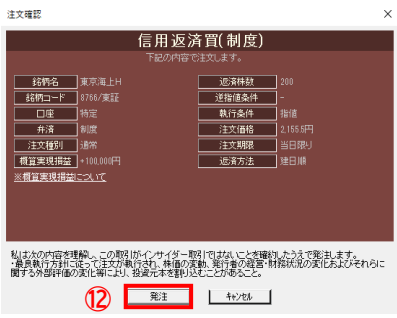 注文確認
信用返済買(制度)
下記の内容で注文します。
銘柄名 東京海上H 返済株数 200
銘柄コード 8766/東証 逆指値条件 -
口座 特定 執行条件 指値
弁済 制度 注文価格 2,155.5円
注文種別 通常 注文期限 当日限り
概算実現損益 +100,000円 返済方法 建日順
※概算実現損益について
私は次の内容を理解し、この取引がインサイダー取引ではないことを確約したうえで発注します。
・最良執行方針に従って注文が執行され、株価の変動、発行者の経営・財務状況の変化およびそれらに
関する外部評価の変化等により、投資元本を割り込むことがあること。
⑫ 発注 キャンセル